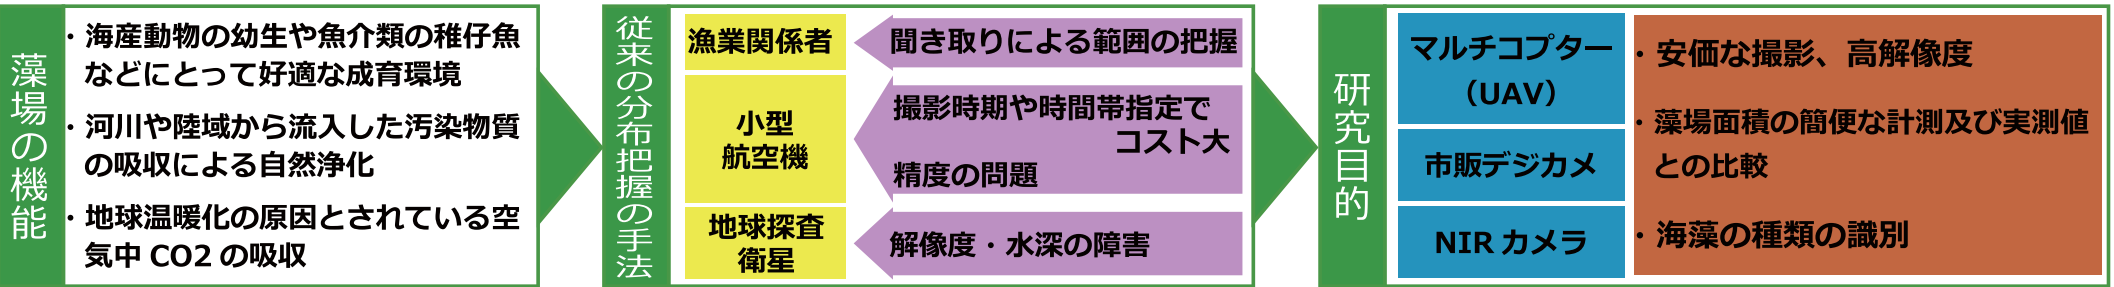 藻場の機能
・海産動物の幼生や魚介類の稚仔魚
などにとって好適な成育環境
・河川や陸域から流入した汚染物質
の吸収による自然浄化
・地球温暖化の原因とされている空
気中 CO2 の吸収
従来の分布把握の手法
漁業関係者
聞き取りによる範囲の把握
小型
航空機
撮影時期や時間帯指定で
コスト大
精度の問題
地球探査
衛星
解像度・水深の障害
研究目的
マルチコプター
（UAV）
市販デジカメ
NIR カメラ
・安価な撮影、高解像度
・藻場面積の簡便な計測及び実測値
との比較
・海藻の種類の識別